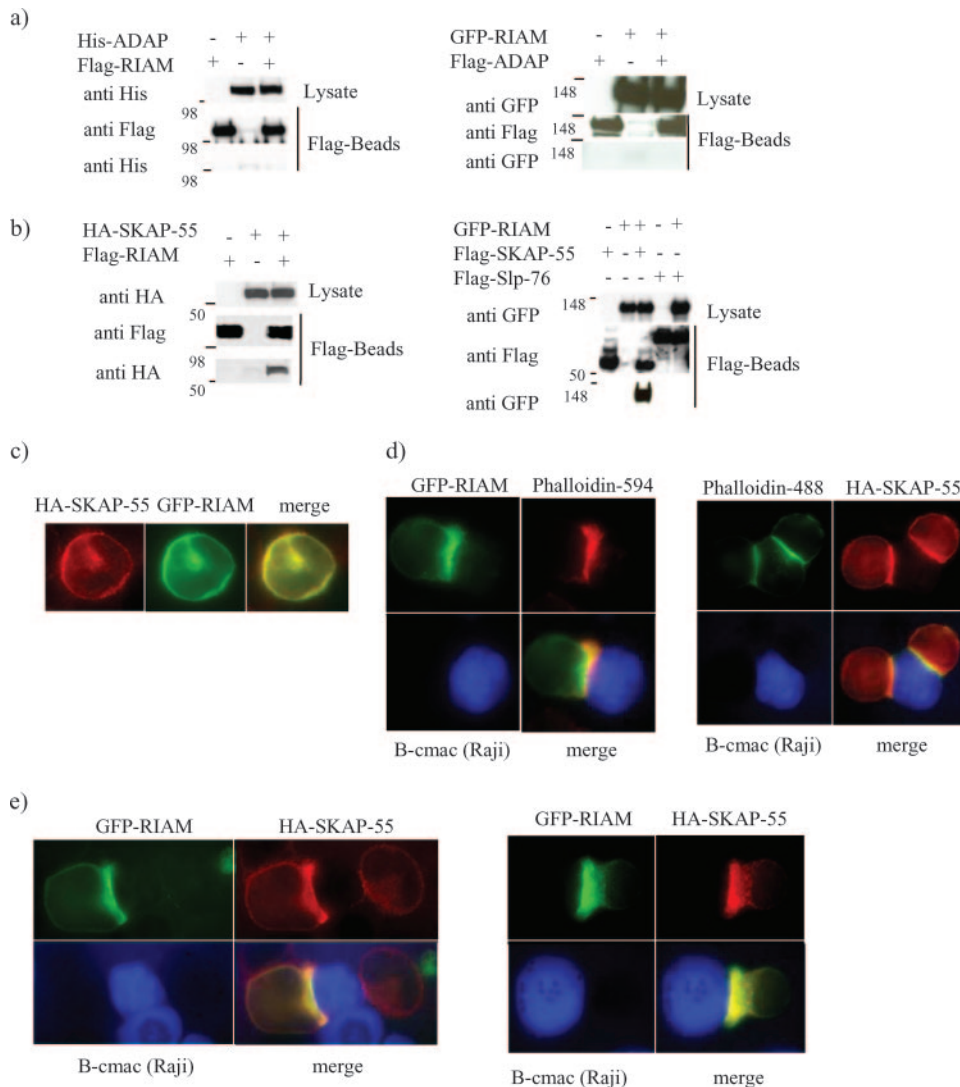 a)
His-ADAP - + +
Flag-RIAM + - +
anti His
Lysate
98
anti Flag
Flag-Beads
98
anti His
98
GFP-RIAM - + +
Flag-ADAP + - +
148
anti GFP
Lysate
148
anti Flag
Flag-Beads
148
anti GFP
b)
HA-SKAP-55 - + +
Flag-RIAM + - +
anti HA
Lysate
50
anti Flag
Flag-Beads
98
anti HA
50
GFP-RIAM - + + - +
Flag-SKAP-55 + - + - -
Flag-Slp-76 - - - + +
148
anti GFP
Lysate
anti Flag
Flag-Beads
50
148
anti GFP
c)
HA-SKAP-55 GFP-RIAM merge
d)
GFP-RIAM Phalloidin-594
B-cmac (Raji) merge
Phalloidin-488 HA-SKAP-55
B-cmac (Raji) merge
e)
GFP-RIAM HA-SKAP-55
B-cmac (Raji) merge
GFP-RIAM HA-SKAP-55
B-cmac (Raji) merge